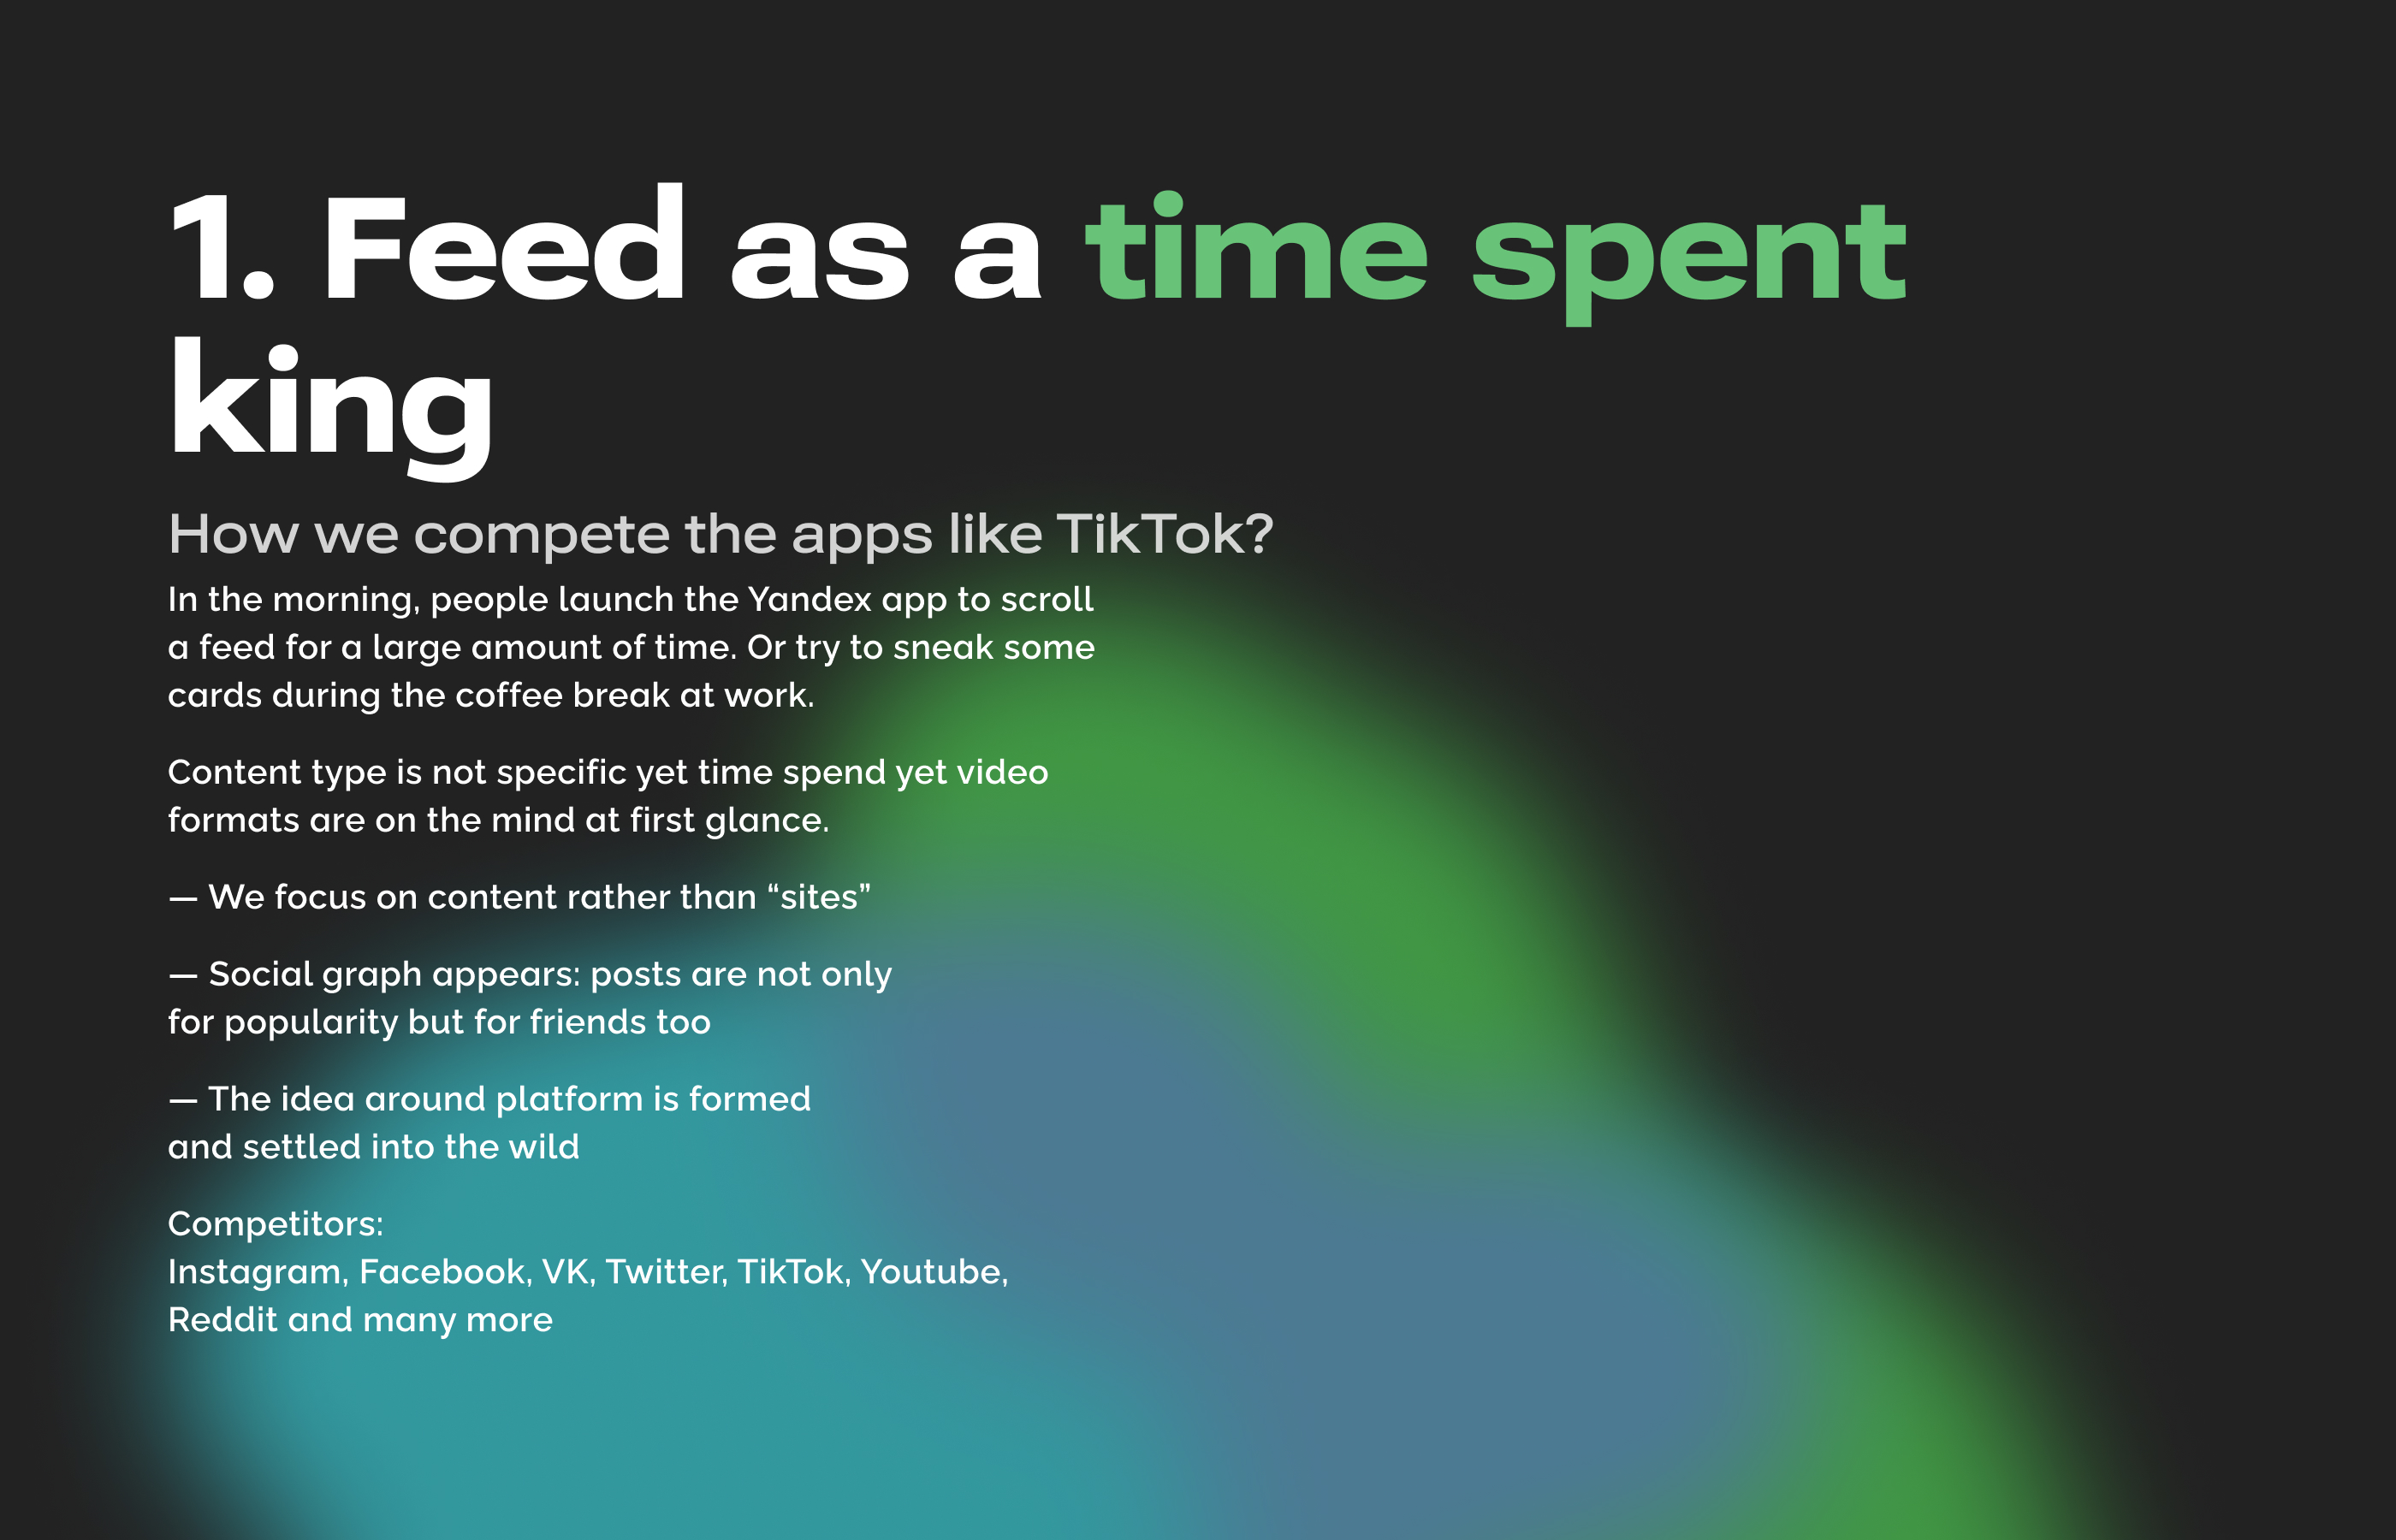 1. Feed as a time spent
king
How we compete the apps like TikTok?
In the morning, people launch the Yandex app to scroll
a feed for a large amount of time. Or try to sneak some
cards during the coffee break at work.
Content type is not specific yet time spend yet video
formats are on the mind at first glance.
— We focus on content rather than “sites”
— Social graph appears: posts are not only
for popularity but for friends too
— The idea around platform is formed
and settled into the wild
Competitors:
Instagram, Facebook, VK, Twitter, TikTok, Youtube,
Reddit and many more